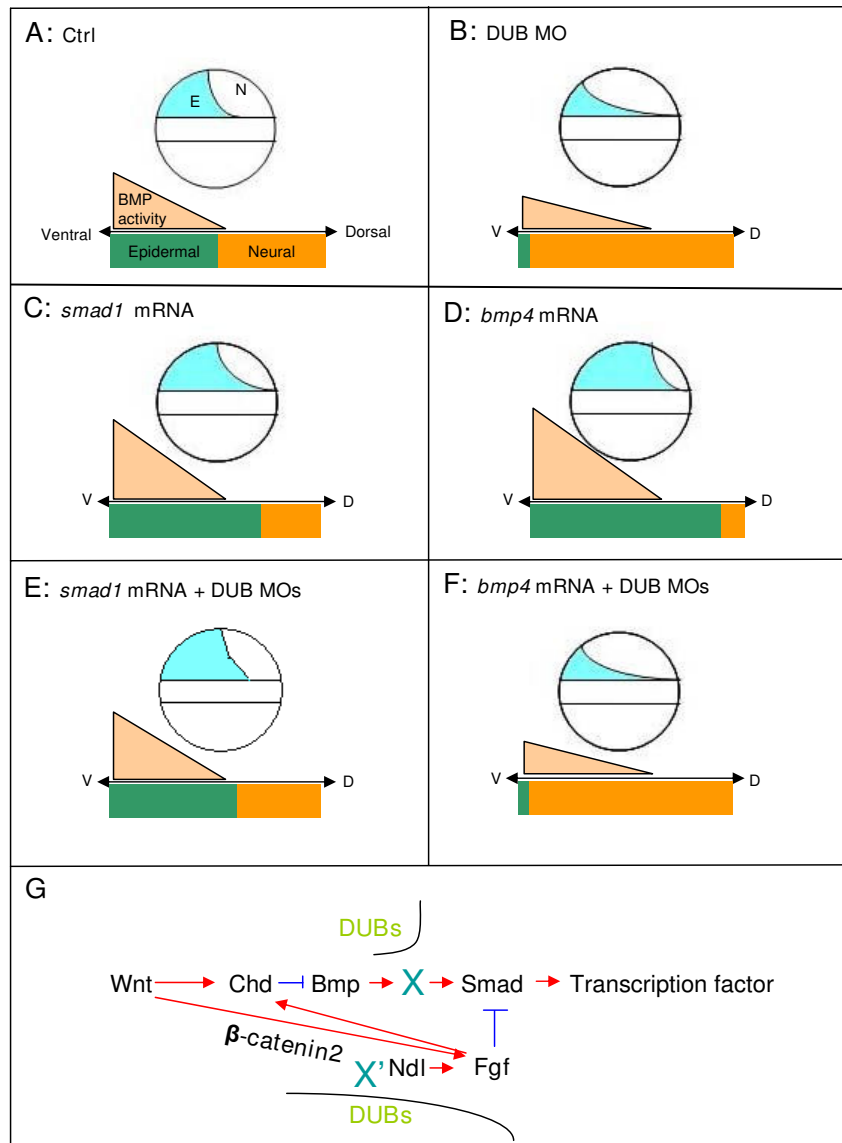 A: Ctrl
E
N
BMP
activity
Ventral
Dorsal
Epidermal
Neural
B: DUB MO
V
D
C: smad1 mRNA
V
D
D: bmp4 mRNA
V
D
E: smad1 mRNA + DUB MOs
V
D
F: bmp4 mRNA + DUB MOs
V
D
G
DUBs
Wnt Chd Bmp X Smad Transcription factor
β-catenin2
X' Ndl Fgf
DUBs